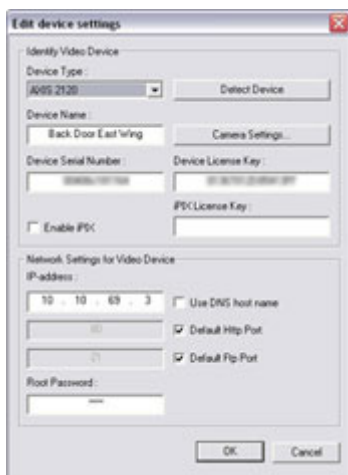 Edit device settings
Identify Video Device
Device Type :
AXIS 2120
Detect Device
Device Name :
Back Door East Wing
Camera Settings...
Device Serial Number :
Device License Key :
iPIX License Key :
Enable iPIX
Network Settings for Video Device
IP-address :
10 . 10 . 69 . 3
Use DNS host name
80
Default Http Port
21
Default Ftp Port
Root Password :
****
OK
Cancel